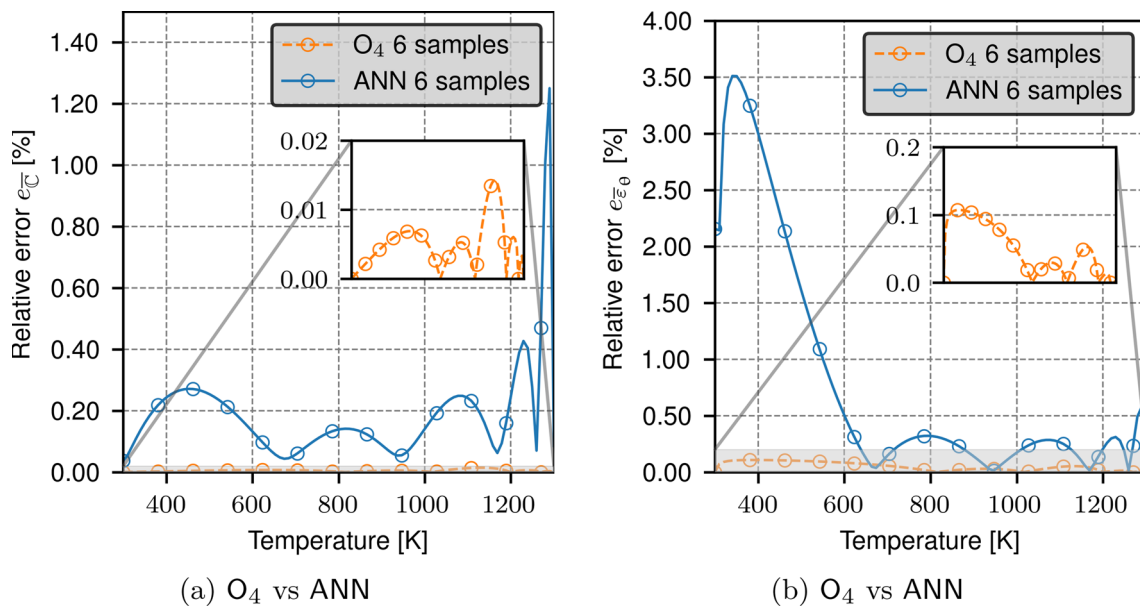 O₄ 6 samples
ANN 6 samples
1.40
1.20
1.00
0.80
0.60
0.40
0.20
0.00
Relative error e_ℂ̅ [%]
0.02
0.01
0.00
400 600 800 1000 1200
Temperature [K]
(a) O₄ vs ANN
O₄ 6 samples
ANN 6 samples
4.00
3.50
3.00
2.50
2.00
1.50
1.00
0.50
0.00
Relative error e_ε̅_θ [%]
0.2
0.1
0.0
400 600 800 1000 1200
Temperature [K]
(b) O₄ vs ANN